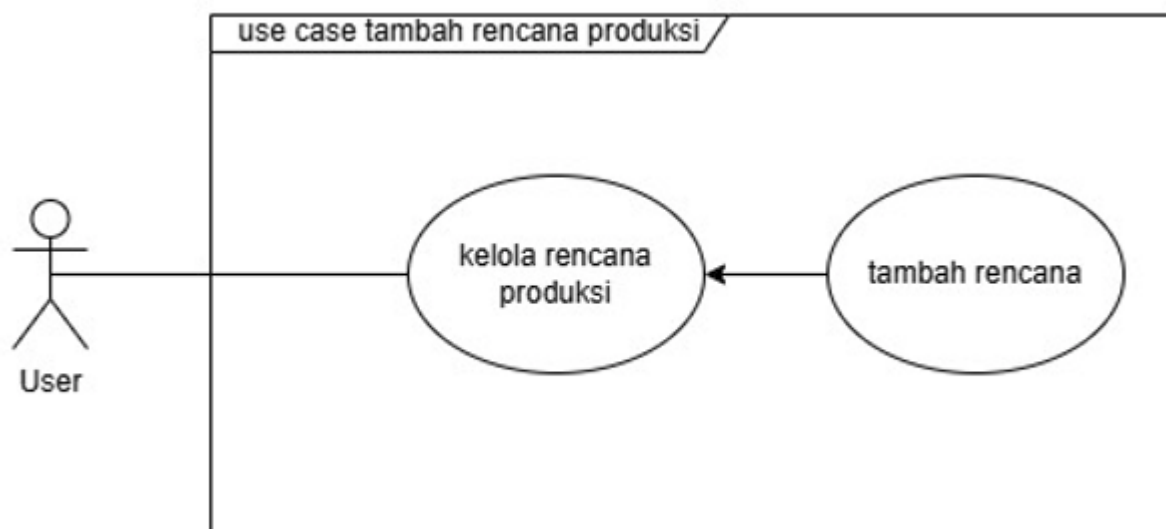 use case tambah rencana produksi
kelola rencana
produksi
tambah rencana
User